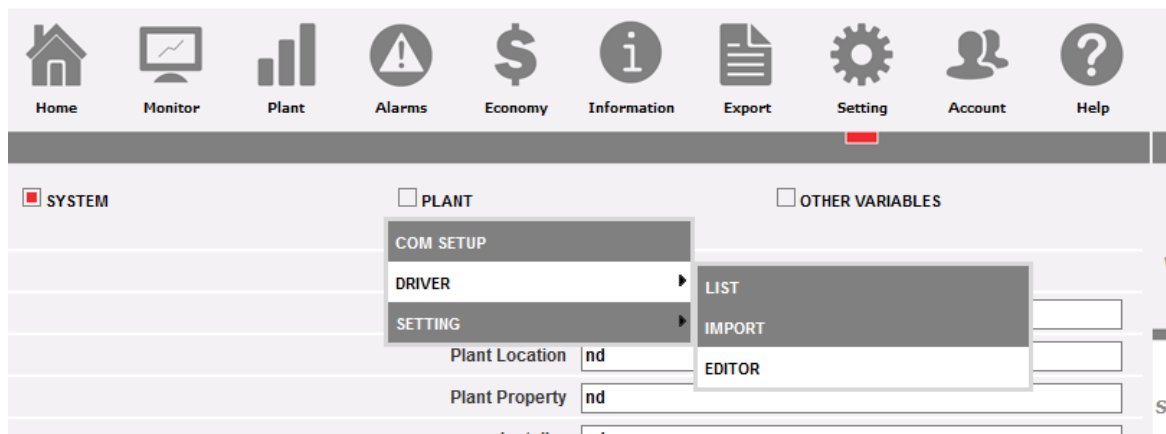 Home Monitor Plant Alarms Economy Information Export Setting Account Help
SYSTEM PLANT OTHER VARIABLES
COM SETUP
DRIVER LIST
SETTING IMPORT
Plant Location nd EDITOR
Plant Property nd